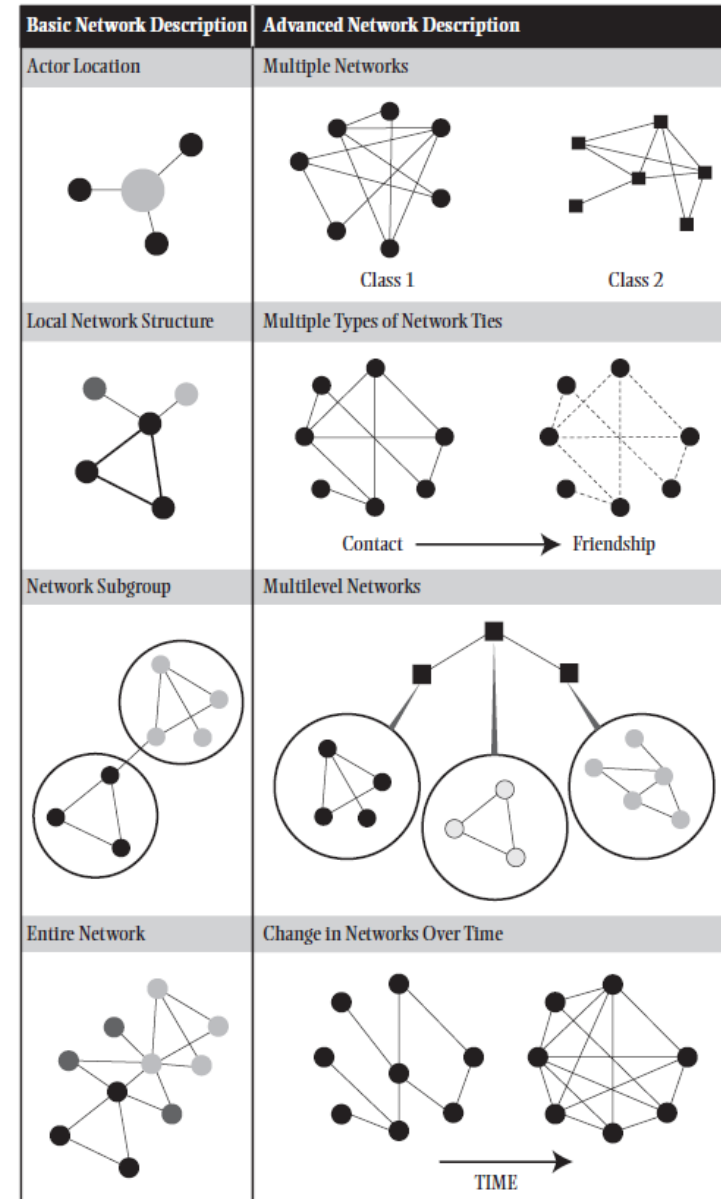 Basic Network Description
Advanced Network Description
Actor Location
Multiple Networks
Class 1
Class 2
Local Network Structure
Multiple Types of Network Ties
Contact
Friendship
Network Subgroup
Multilevel Networks
Entire Network
Change in Networks Over Time
TIME